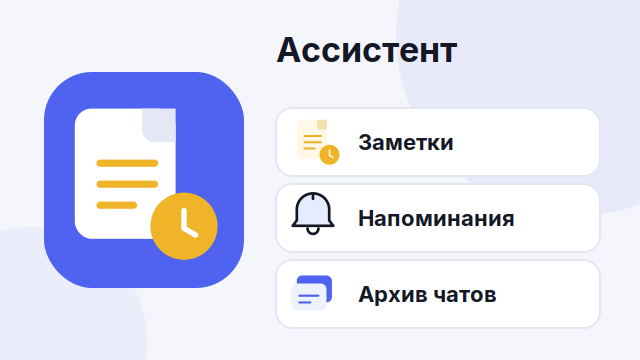 Ассистент
Заметки
Напоминания
Архив чатов